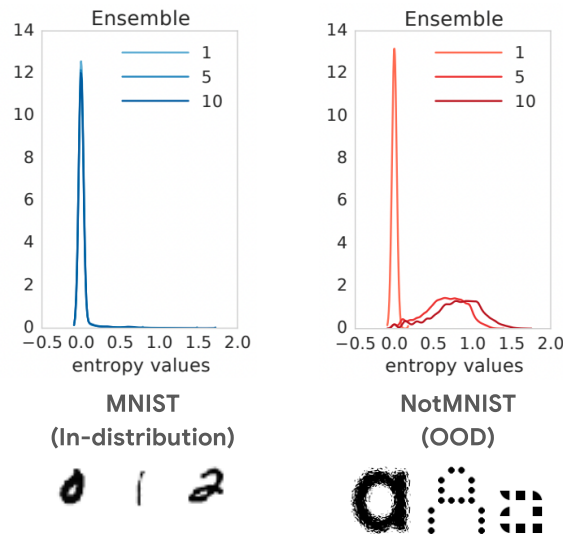 Ensemble
14
12
10
8
6
4
2
0
1
5
10
−0.5 0.0 0.5 1.0 1.5 2.0
entropy values
MNIST
(In-distribution)
0 1 2
Ensemble
14
12
10
8
6
4
2
0
1
5
10
−0.5 0.0 0.5 1.0 1.5 2.0
entropy values
NotMNIST
(OOD)
a A a